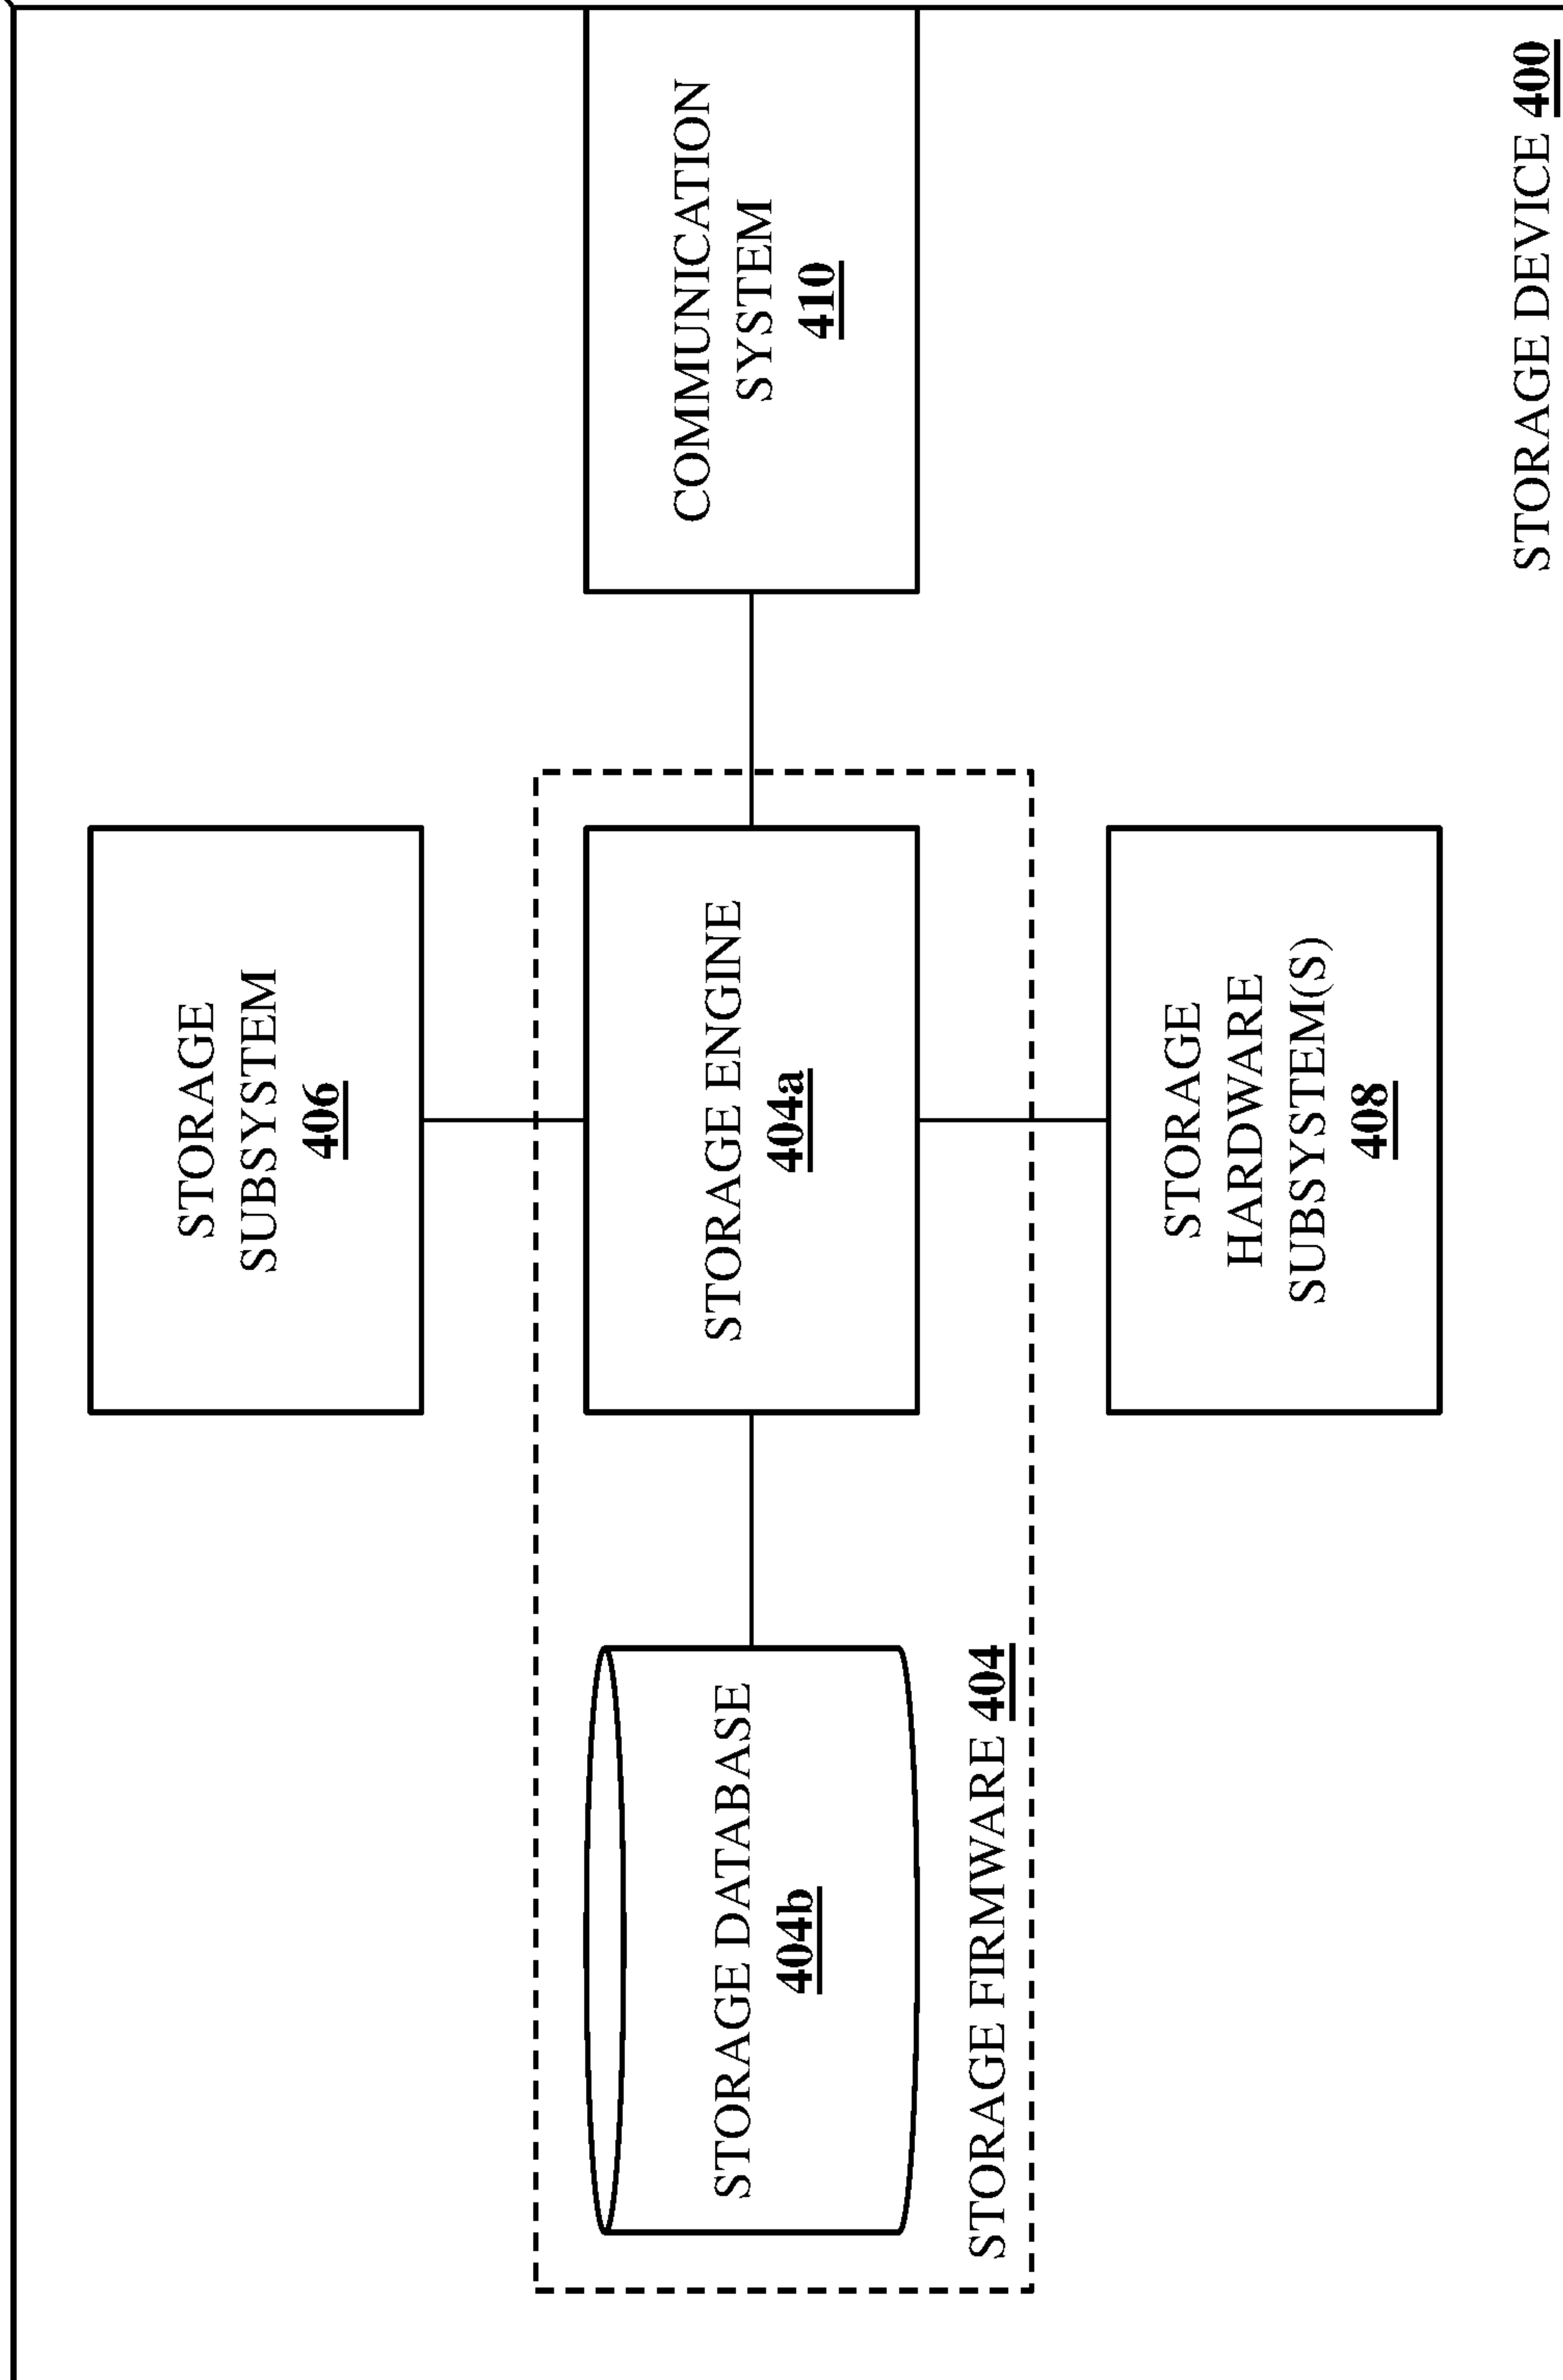 STORAGE
SUBSYSTEM
406
STORAGE DATABASE
404b
STORAGE ENGINE
404a
COMMUNICATION
SYSTEM
410
STORAGE FIRMWARE 404
STORAGE
HARDWARE
SUBSYSTEM(S)
408
STORAGE DEVICE 400